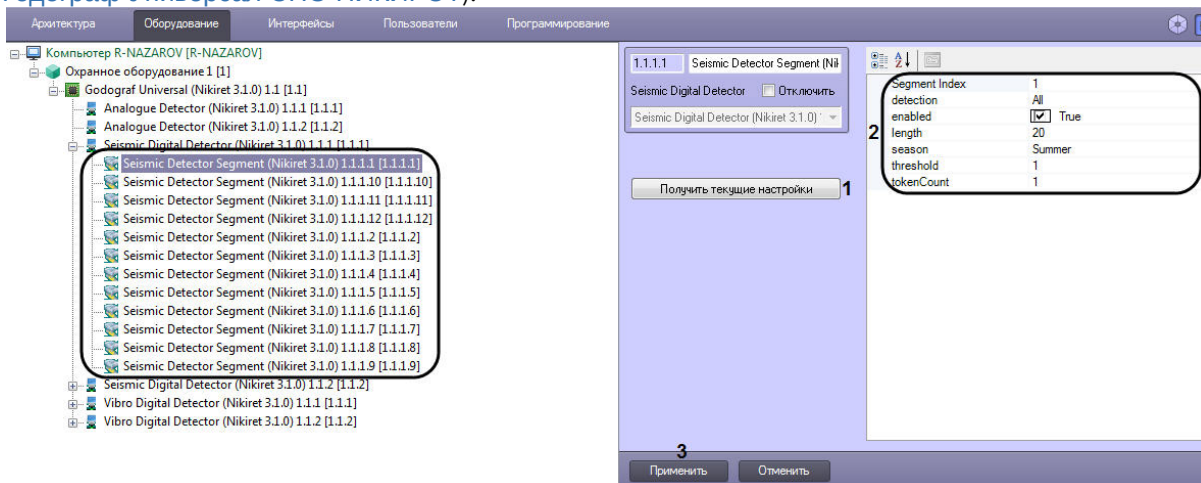 Архитектура Оборудование Интерфейсы Пользователи Программирование
Компьютер R-NAZAROV [R-NAZAROV]
Охранное оборудование 1 [1]
Godograf Universal (Nikiret 3.1.0) 1.1 [1.1]
Analogue Detector (Nikiret 3.1.0) 1.1.1 [1.1.1]
Analogue Detector (Nikiret 3.1.0) 1.1.2 [1.1.2]
Seismic Digital Detector (Nikiret 3.1.0) 1.1.1 [1.1.1]
Seismic Detector Segment (Nikiret 3.1.0) 1.1.1.1 [1.1.1.1]
Seismic Detector Segment (Nikiret 3.1.0) 1.1.1.10 [1.1.1.10]
Seismic Detector Segment (Nikiret 3.1.0) 1.1.1.11 [1.1.1.11]
Seismic Detector Segment (Nikiret 3.1.0) 1.1.1.12 [1.1.1.12]
Seismic Detector Segment (Nikiret 3.1.0) 1.1.1.2 [1.1.1.2]
Seismic Detector Segment (Nikiret 3.1.0) 1.1.1.3 [1.1.1.3]
Seismic Detector Segment (Nikiret 3.1.0) 1.1.1.4 [1.1.1.4]
Seismic Detector Segment (Nikiret 3.1.0) 1.1.1.5 [1.1.1.5]
Seismic Detector Segment (Nikiret 3.1.0) 1.1.1.6 [1.1.1.6]
Seismic Detector Segment (Nikiret 3.1.0) 1.1.1.7 [1.1.1.7]
Seismic Detector Segment (Nikiret 3.1.0) 1.1.1.8 [1.1.1.8]
Seismic Detector Segment (Nikiret 3.1.0) 1.1.1.9 [1.1.1.9]
Seismic Digital Detector (Nikiret 3.1.0) 1.1.2 [1.1.2]
Vibro Digital Detector (Nikiret 3.1.0) 1.1.1 [1.1.1]
Vibro Digital Detector (Nikiret 3.1.0) 1.1.2 [1.1.2]
1.1.1.1 Seismic Detector Segment (Nik
Seismic Digital Detector Отключить
Seismic Digital Detector (Nikiret 3.1.0) 1
Получить текущие настройки 1
2
Segment Index 1
detection All
enabled True
length 20
season Summer
threshold 1
tokenCount 1
3
Применить Отменить